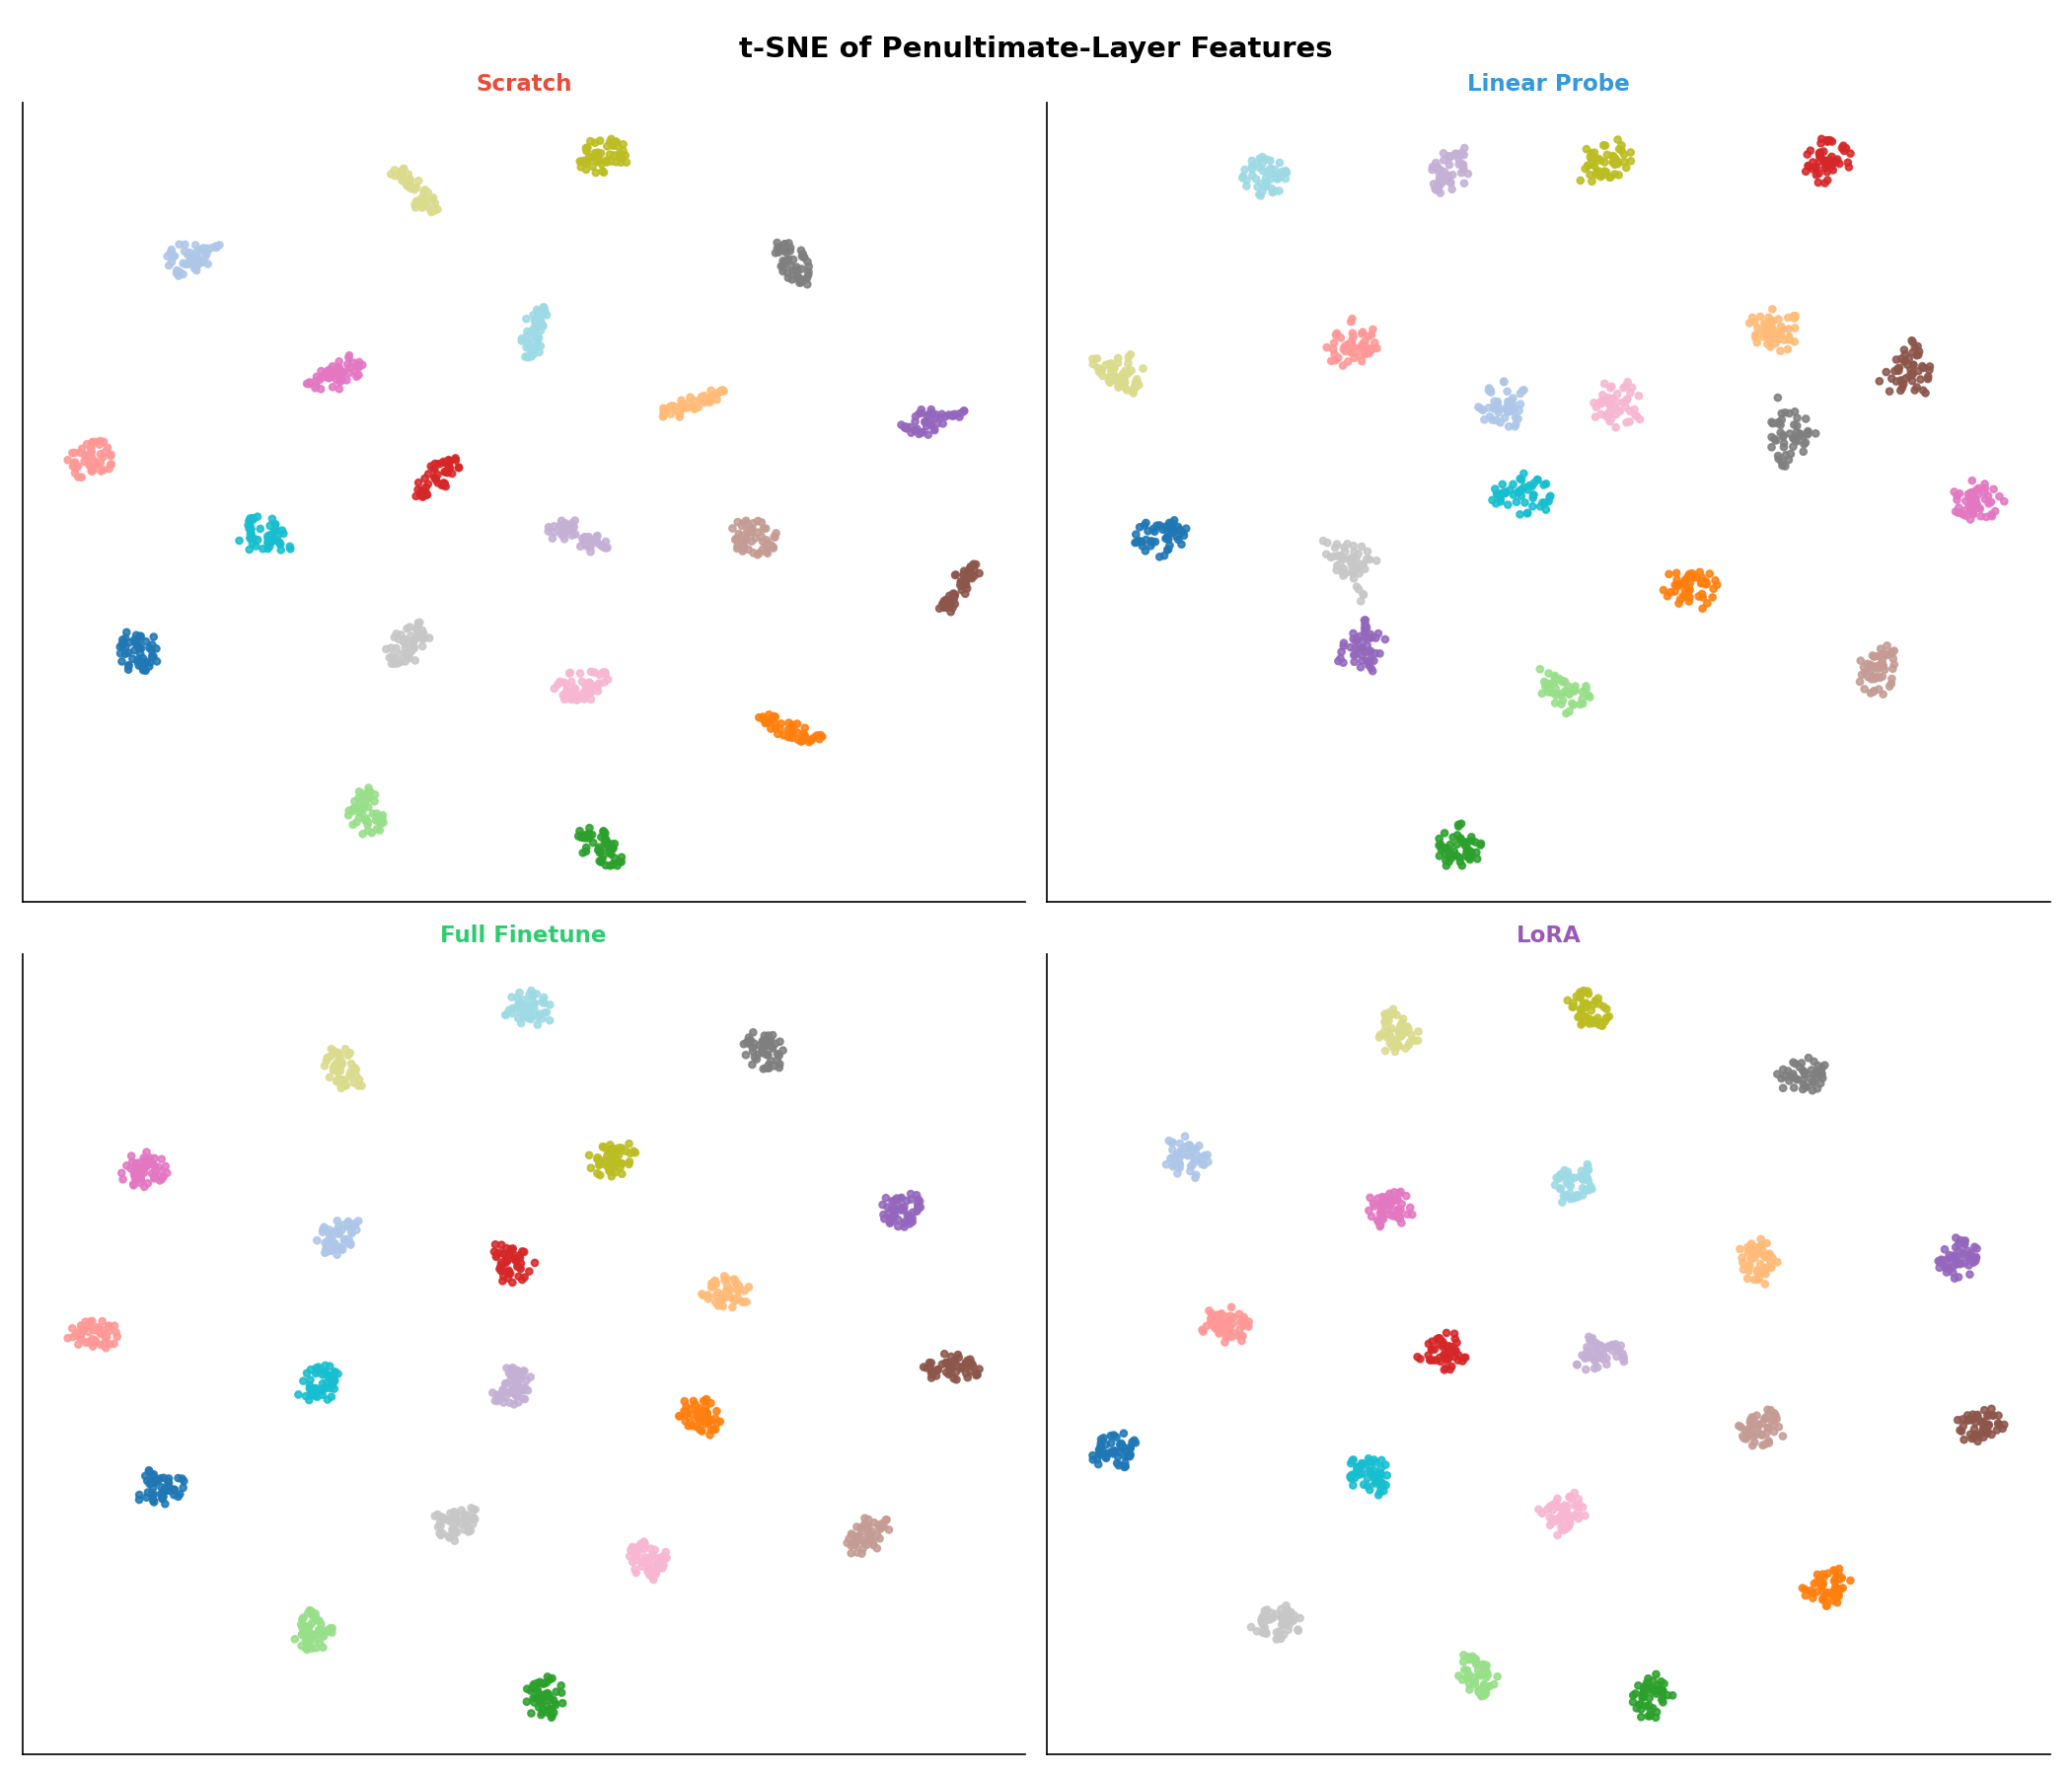 t-SNE of Penultimate-Layer Features
Scratch
Linear Probe
Full Finetune
LoRA